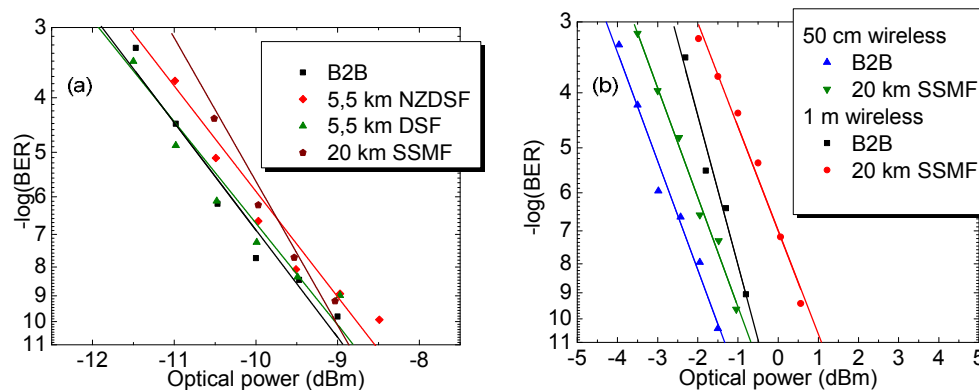 3
4
5
6
7
8
9
10
11
-log(BER)
(a)
B2B
5,5 km NZDSF
5,5 km DSF
20 km SSMF
-12 -11 -10 -9 -8
Optical power (dBm)
3
4
5
6
7
8
9
10
11
-log(BER)
(b)
50 cm wireless
B2B
20 km SSMF
1 m wireless
B2B
20 km SSMF
-5 -4 -3 -2 -1 0 1 2 3 4 5
Optical power (dBm)